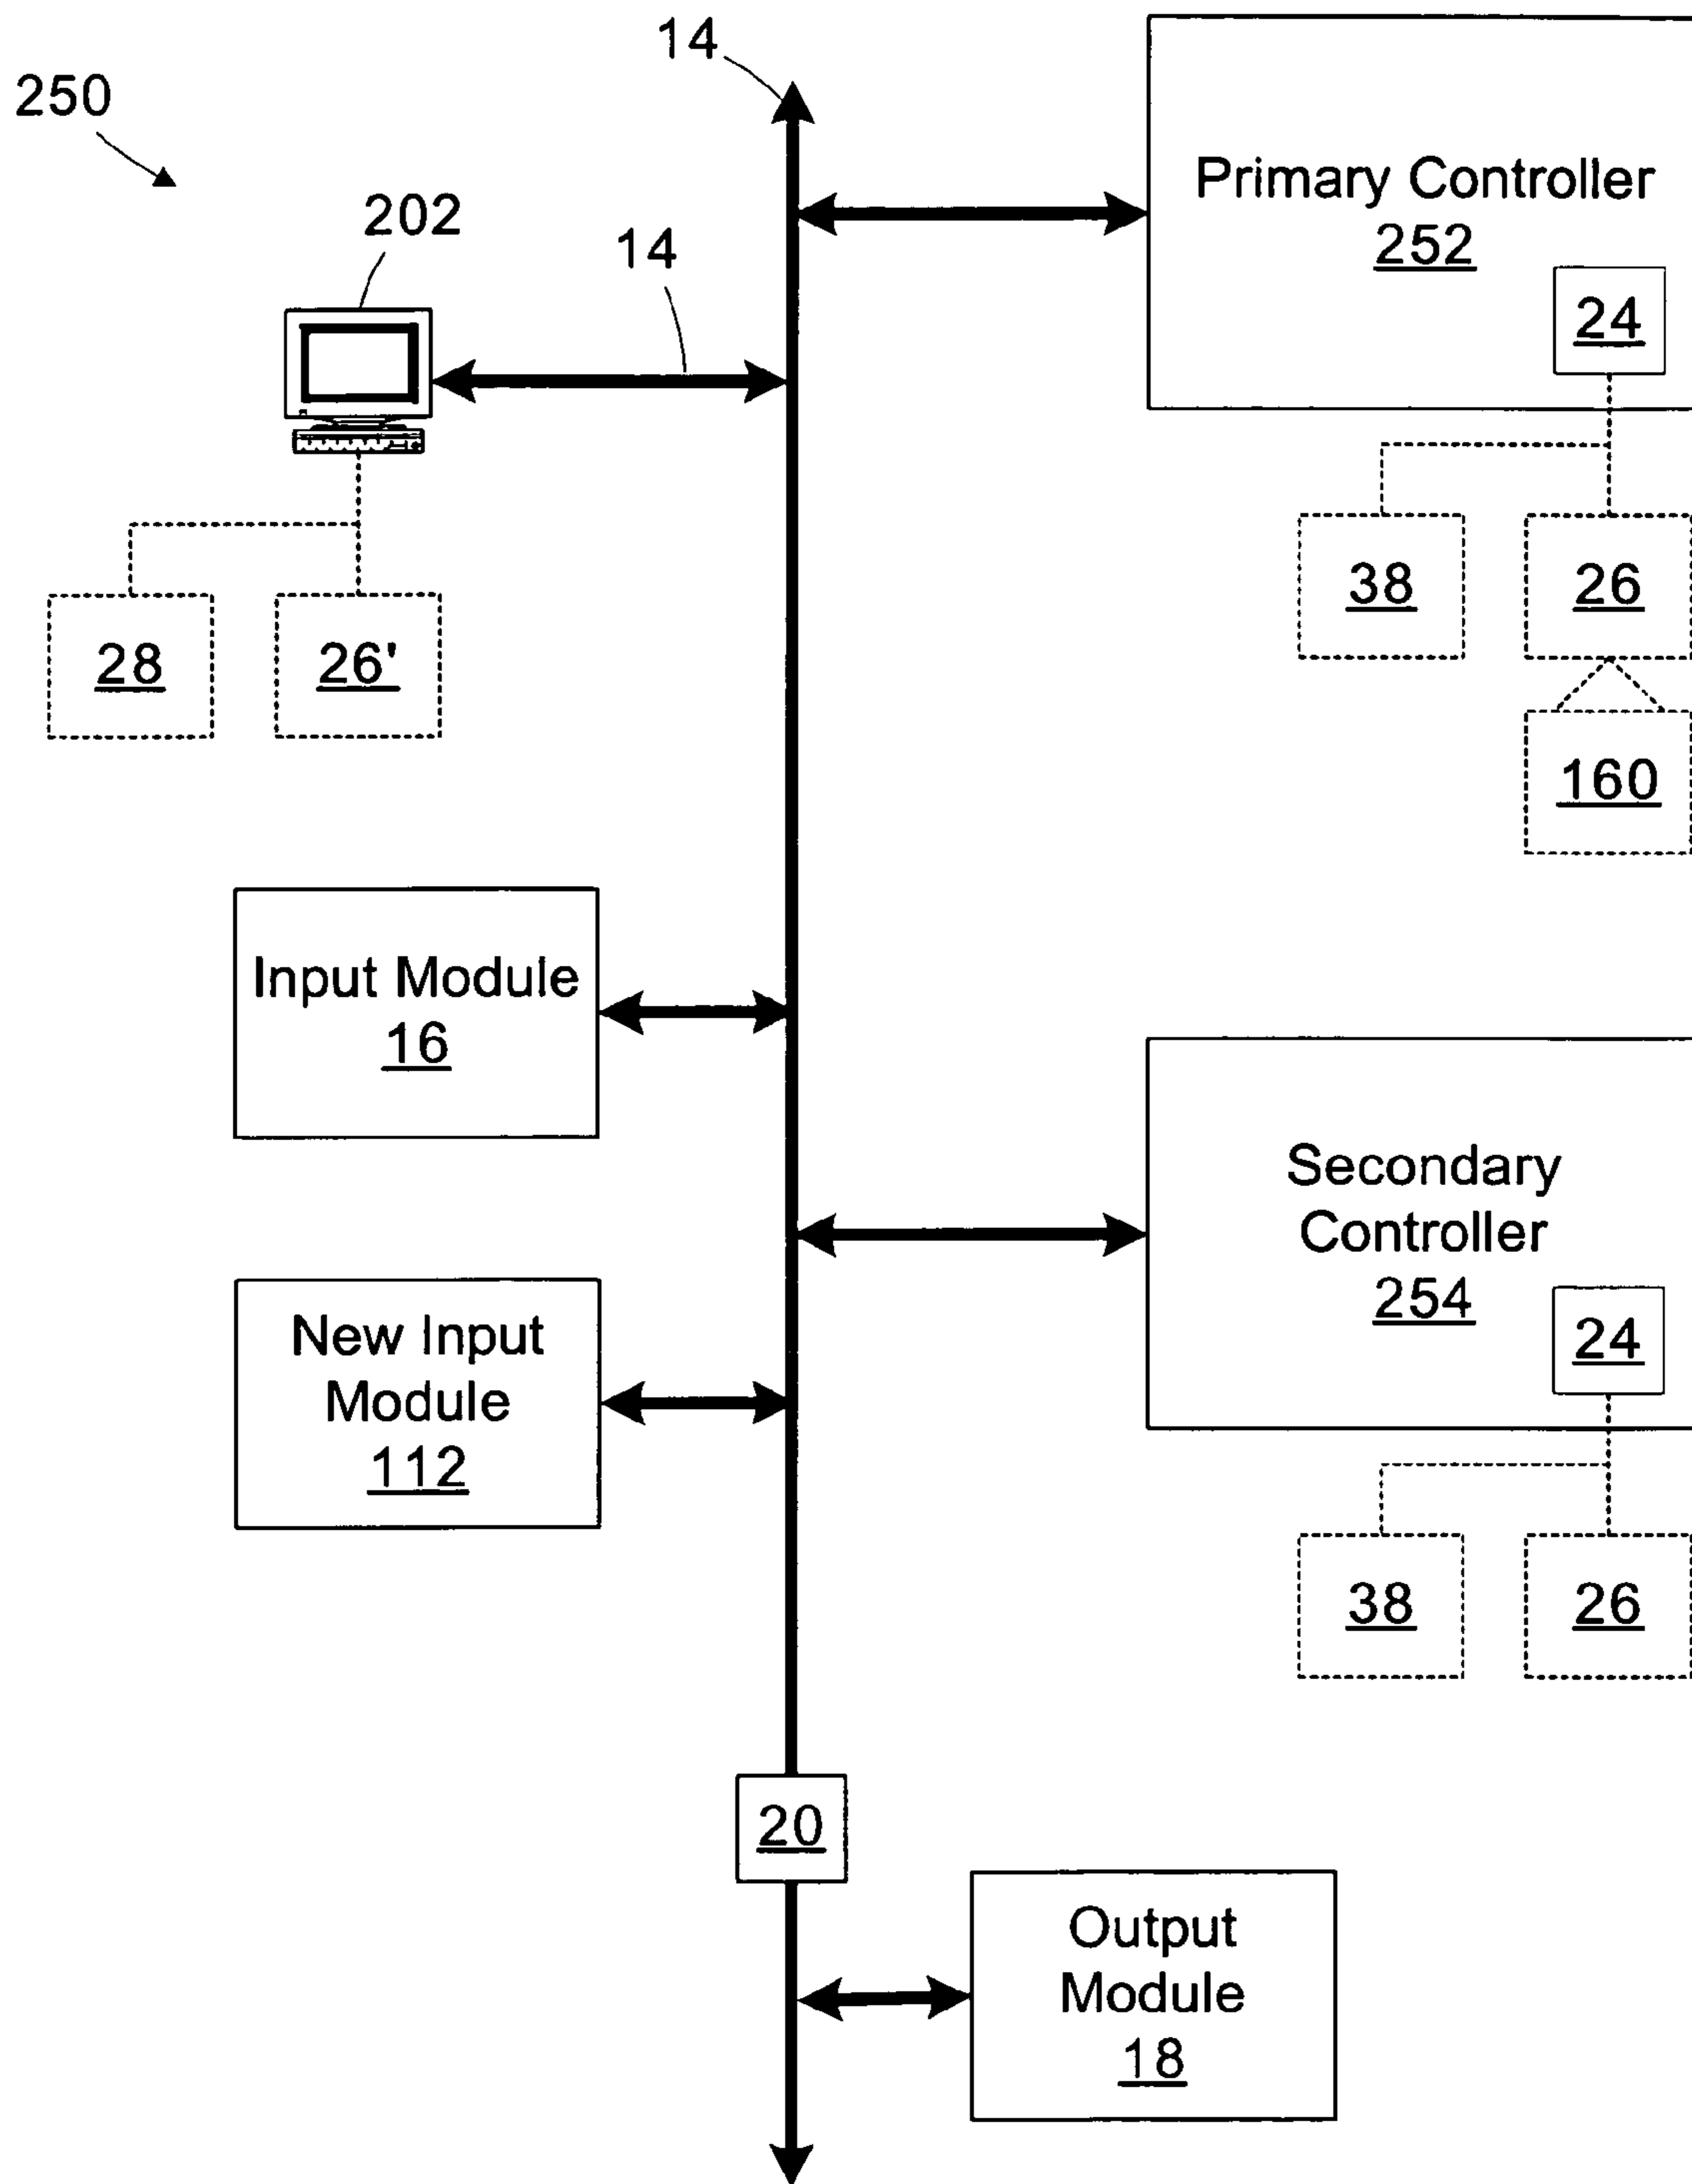 14
250
Primary Controller
252
24
202
14
38
26
28
26'
160
Input Module
16
Secondary
Controller
254
24
New Input
Module
112
38
26
20
Output
Module
18